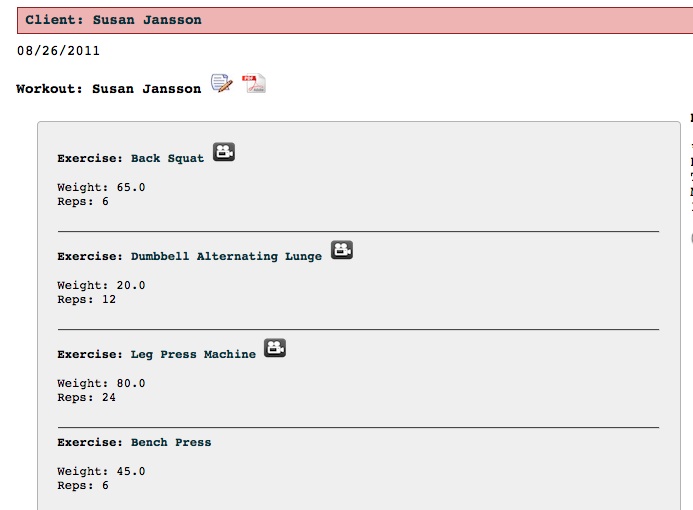 Client: Susan Jansson
08/26/2011
Workout: Susan Jansson
PDF
Exercise: Back Squat
Weight: 65.0
Reps: 6
Exercise: Dumbbell Alternating Lunge
Weight: 20.0
Reps: 12
Exercise: Leg Press Machine
Weight: 80.0
Reps: 24
Exercise: Bench Press
Weight: 45.0
Reps: 6